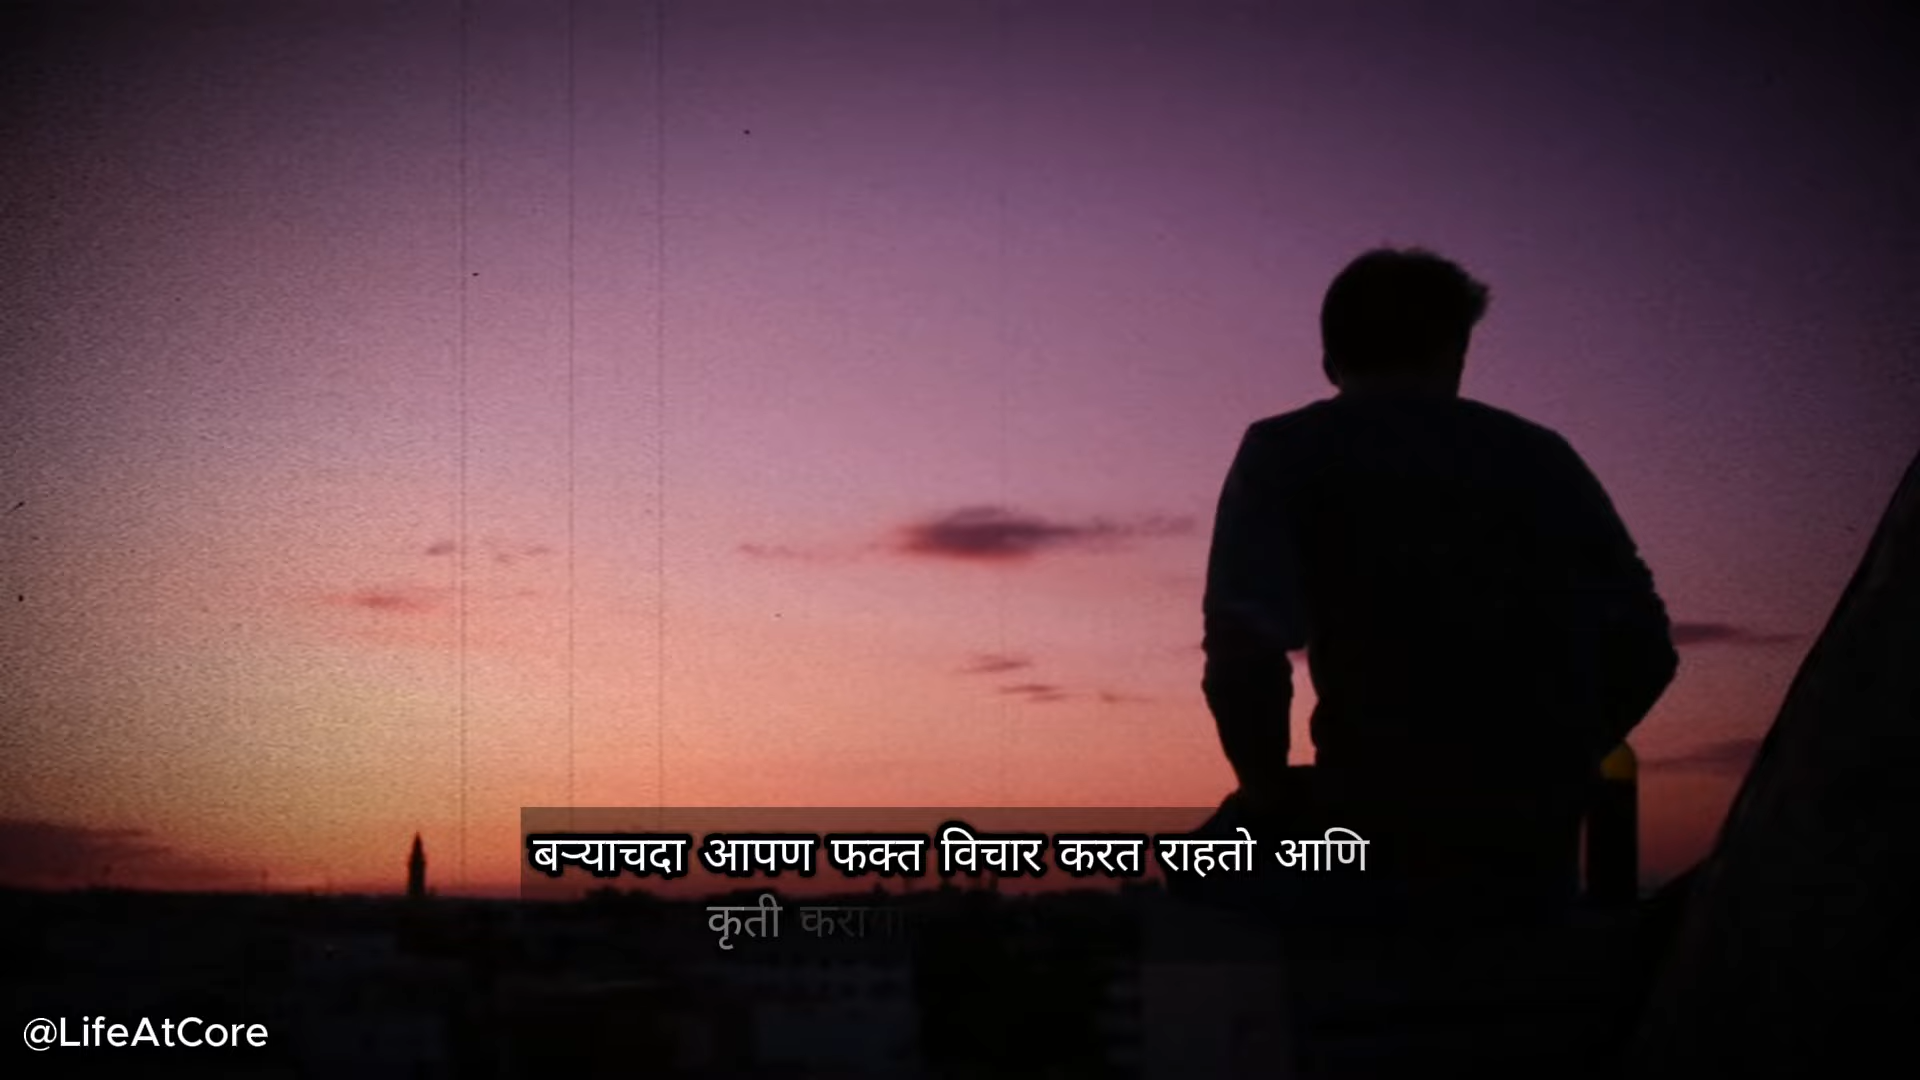 बऱ्याचदा आपण फक्त विचार करत राहतो आणि
कृती
@LifeAtCore